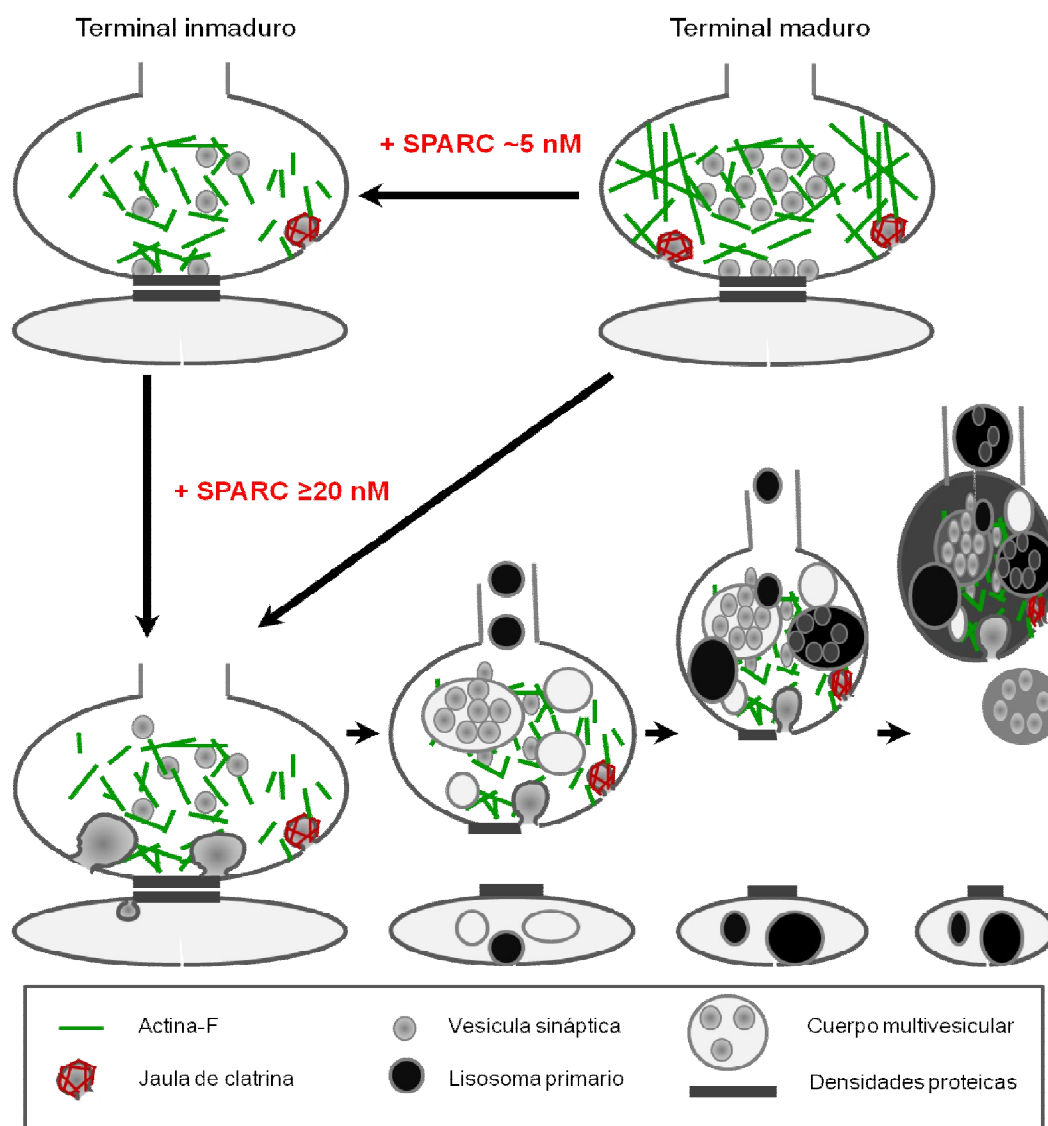 Terminal inmaduro
Terminal maduro
+ SPARC ~5 nM
+ SPARC ≥20 nM
Actina-F
Vesícula sináptica
Cuerpo multivesicular
Jaula de clatrina
Lisosoma primario
Densidades proteicas